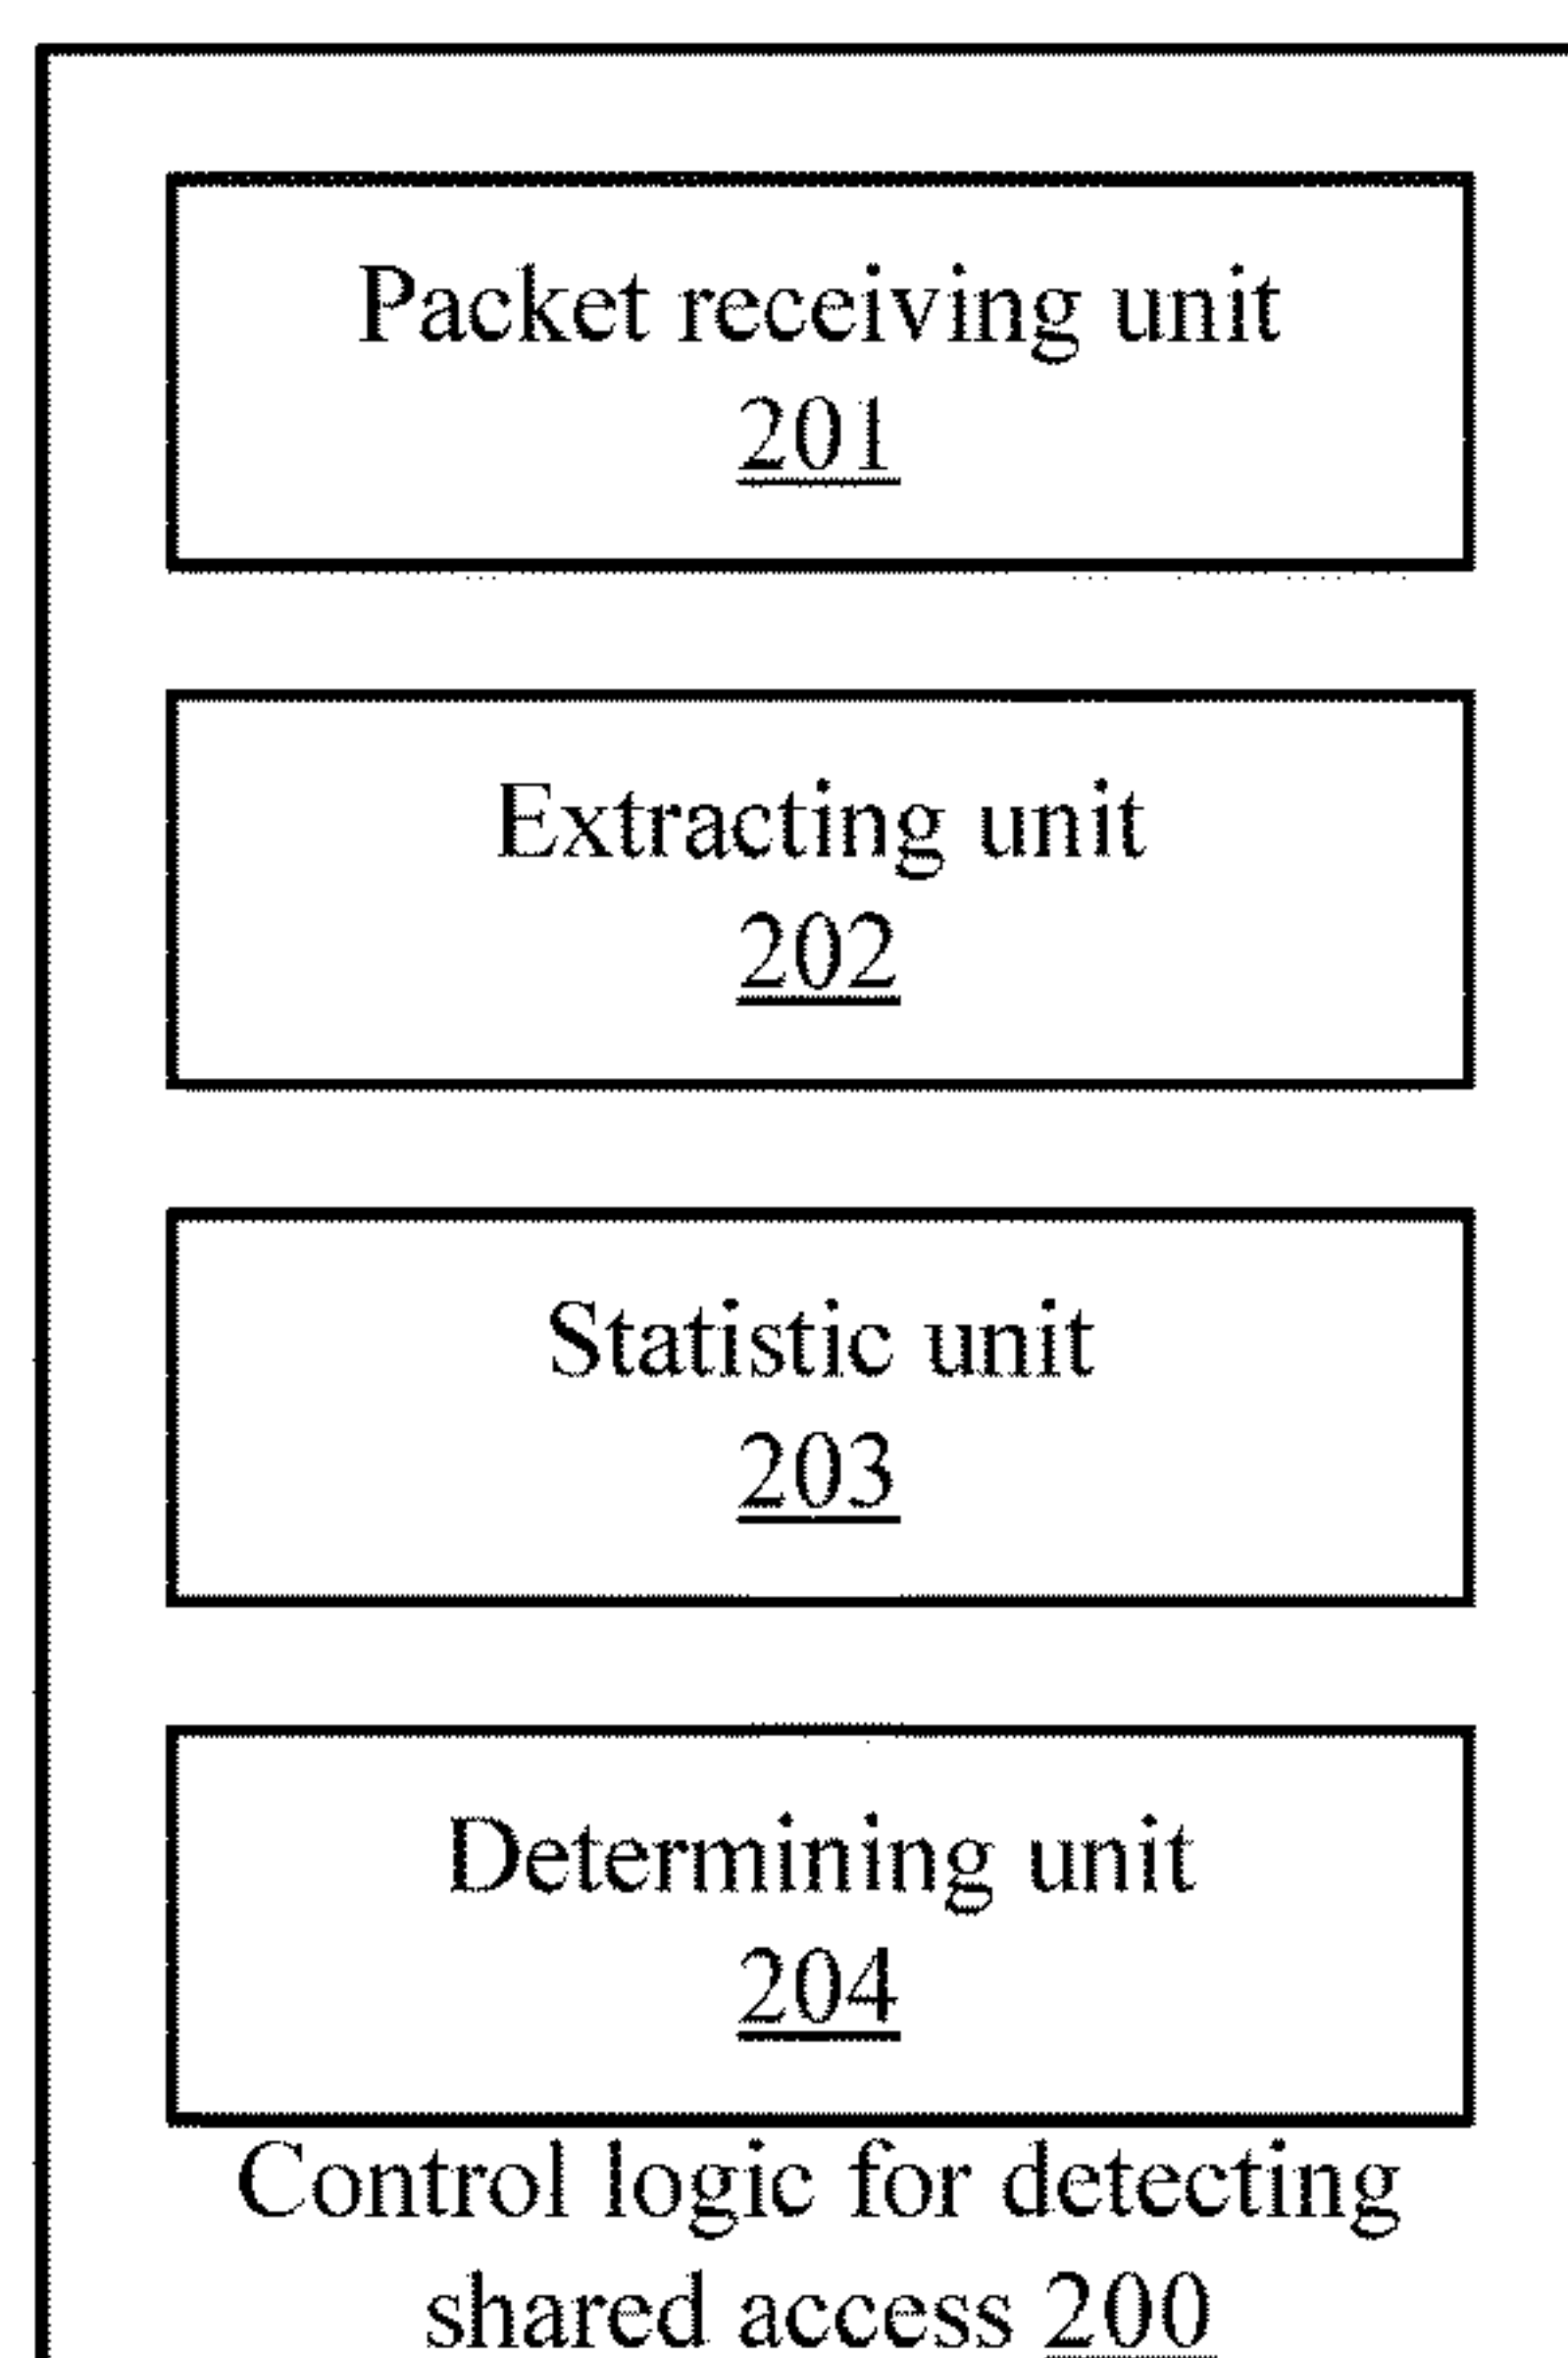 Packet receiving unit
201
Extracting unit
202
Statistic unit
203
Determining unit
204
Control logic for detecting
shared access 200